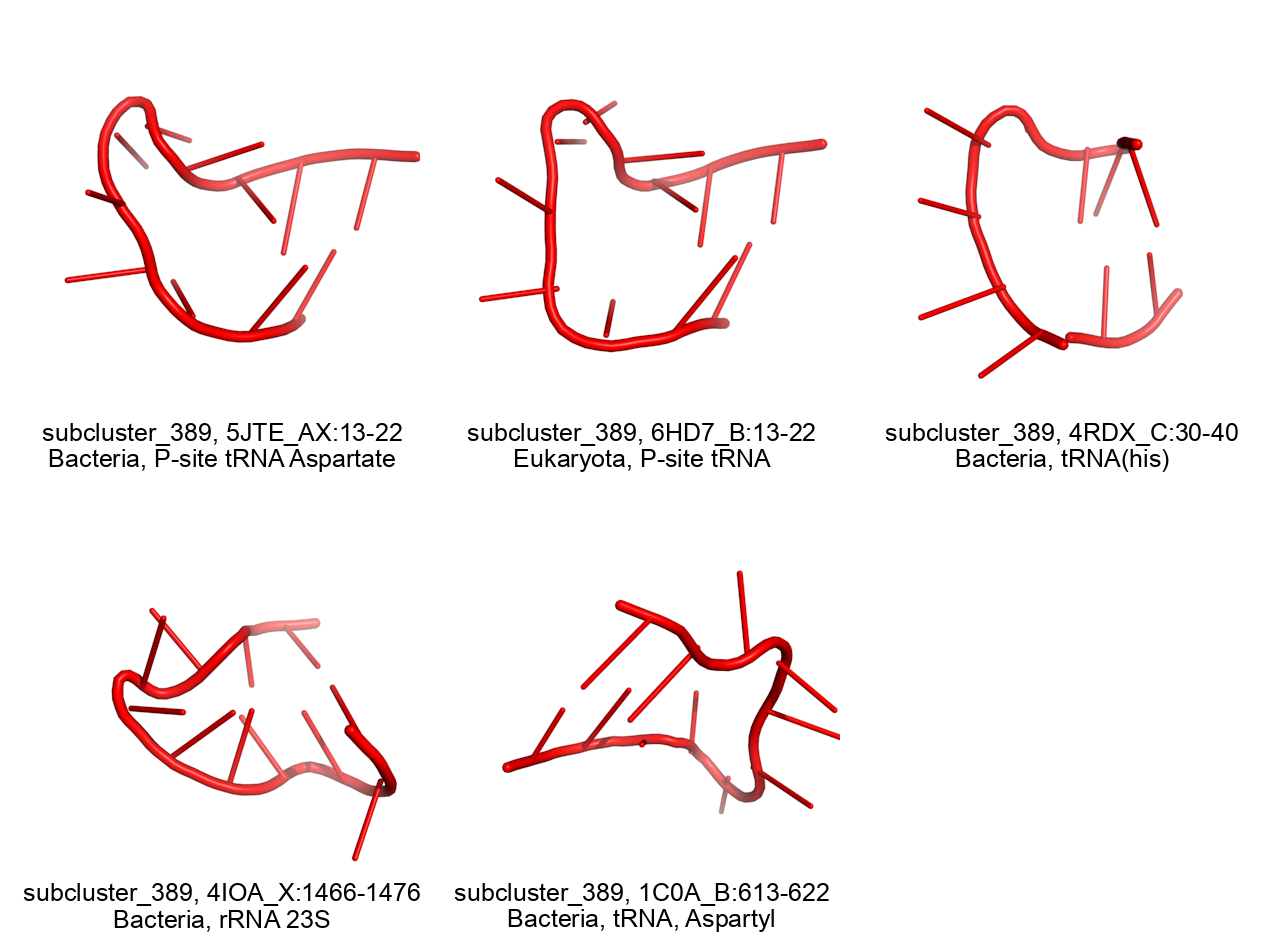 subcluster_389, 5JTE_AX:13-22
Bacteria, P-site tRNA Aspartate
subcluster_389, 6HD7_B:13-22
Eukaryota, P-site tRNA
subcluster_389, 4RDX_C:30-40
Bacteria, tRNA(his)
subcluster_389, 4IOA_X:1466-1476
Bacteria, rRNA 23S
subcluster_389, 1C0A_B:613-622
Bacteria, tRNA, Aspartyl